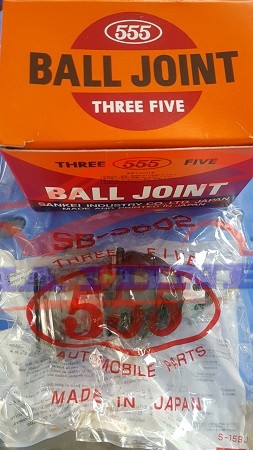 555
BALL JOINT
THREE FIVE
THREE 555 FIVE
BALL JOINT
SANKEI INDUSTRY CO., LTD. JAPAN
THREE FIVE
555
AUTOMOBILE PARTS
MADE IN JAPAN